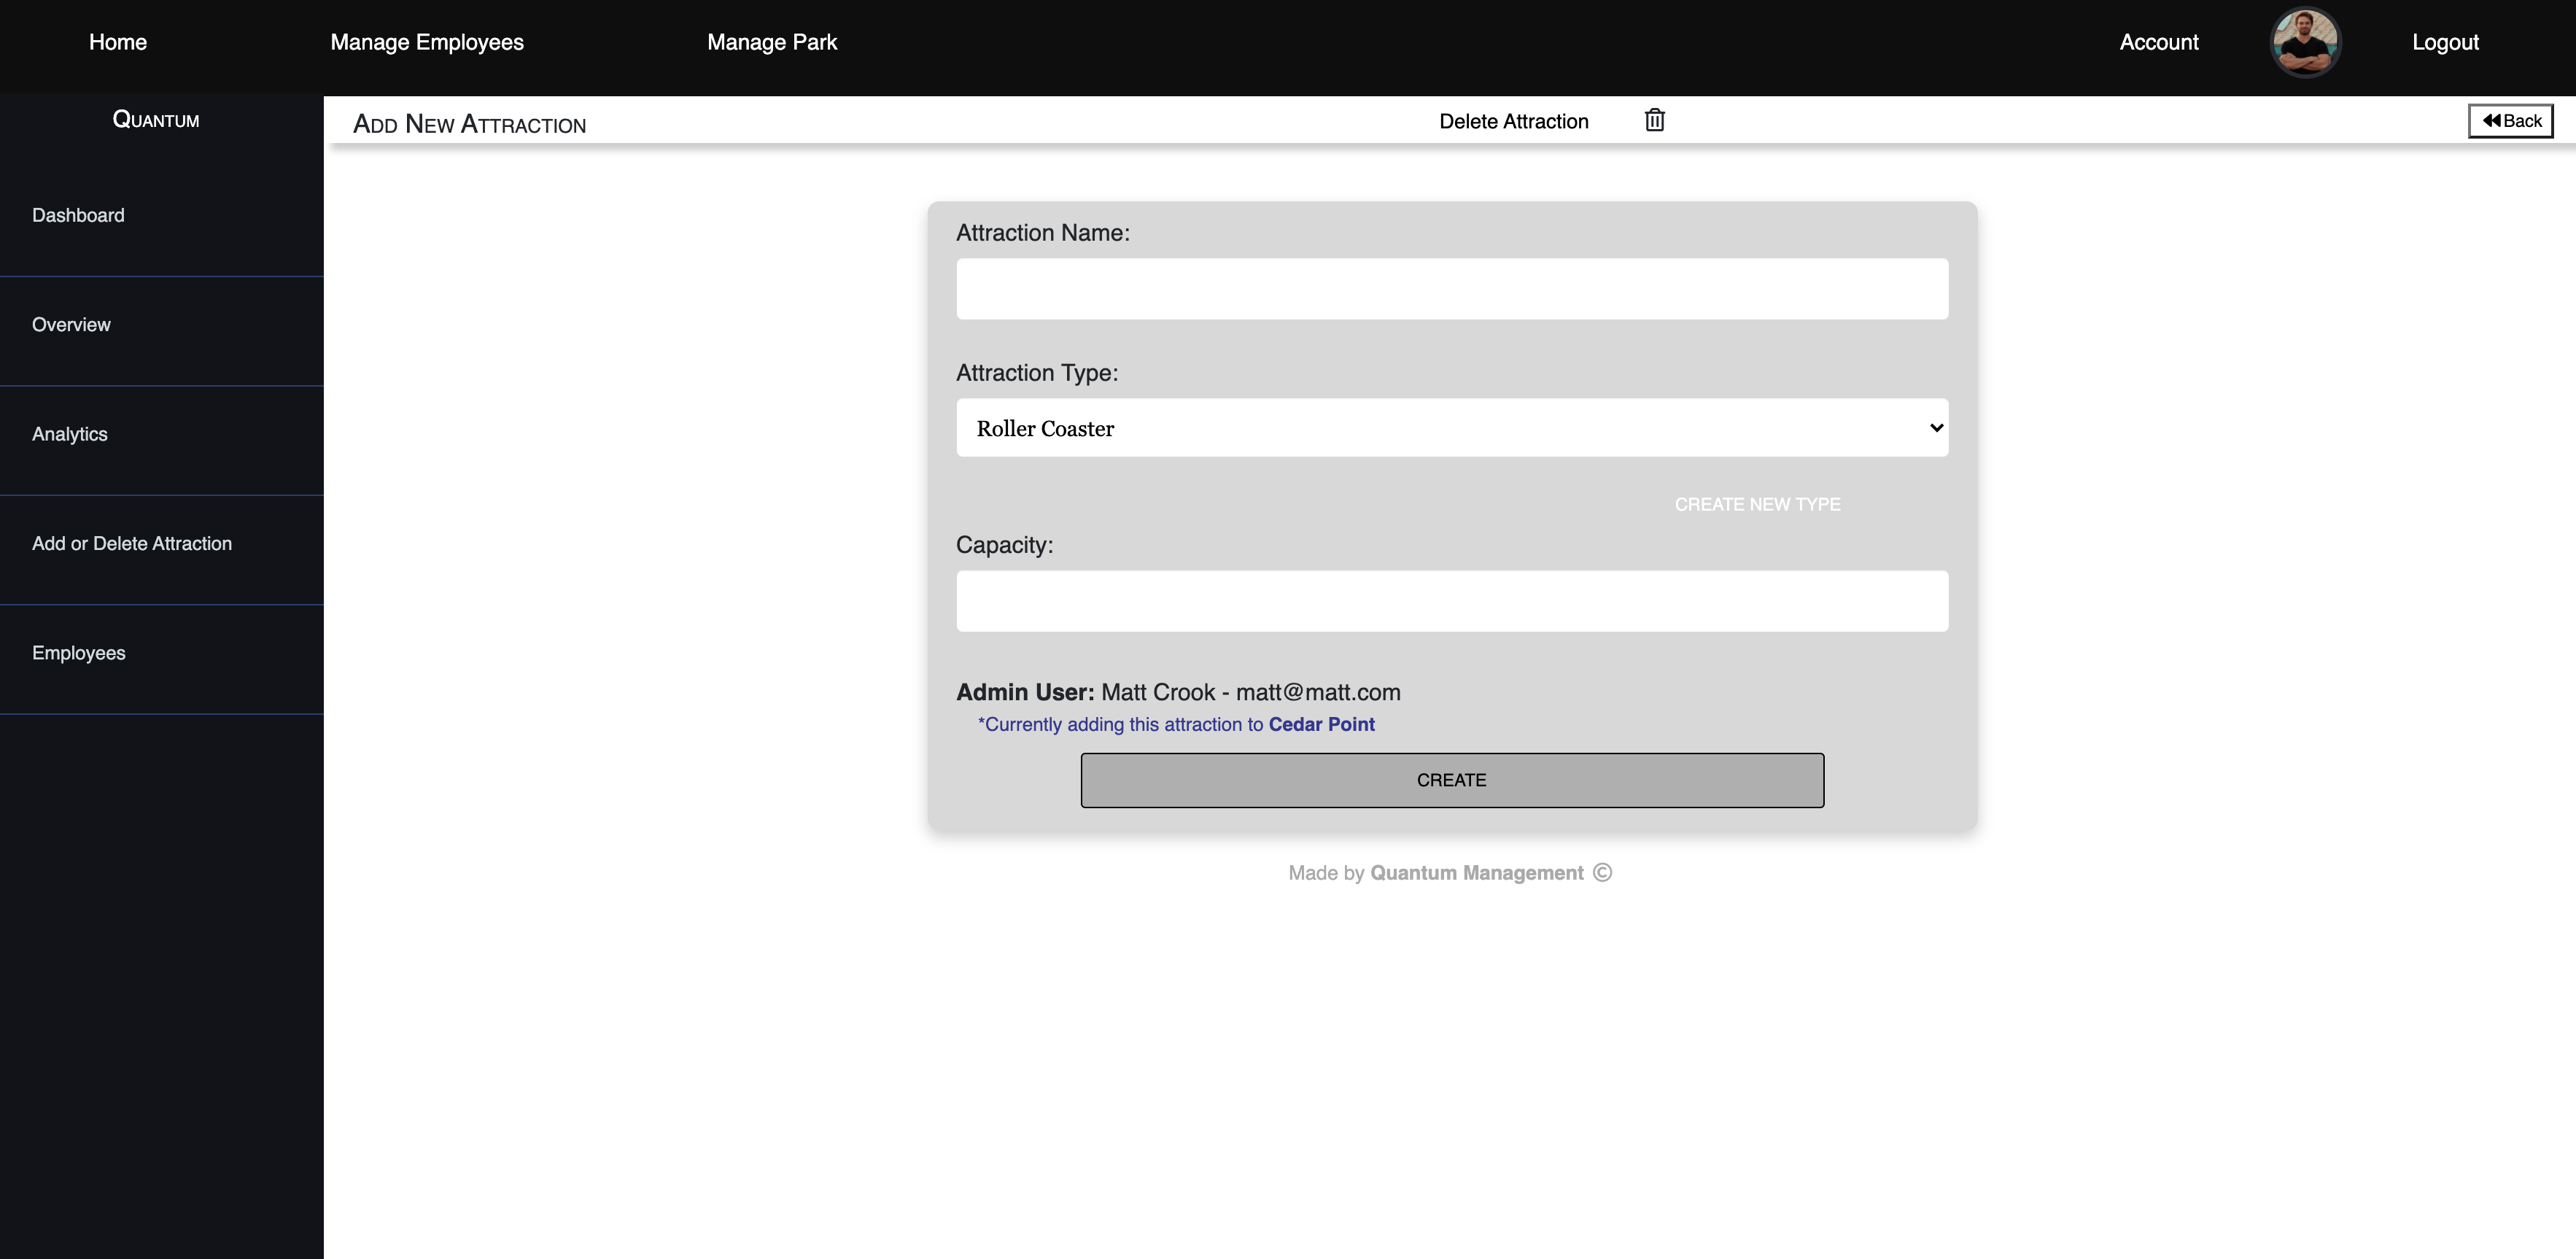 Home Manage Employees Manage Park Account Logout
Quantum
Add New Attraction Delete Attraction Back
Dashboard
Overview
Analytics
Add or Delete Attraction
Employees
Attraction Name:
Attraction Type:
Roller Coaster
CREATE NEW TYPE
Capacity:
Admin User: Matt Crook - matt@matt.com
*Currently adding this attraction to Cedar Point
CREATE
Made by Quantum Management ©